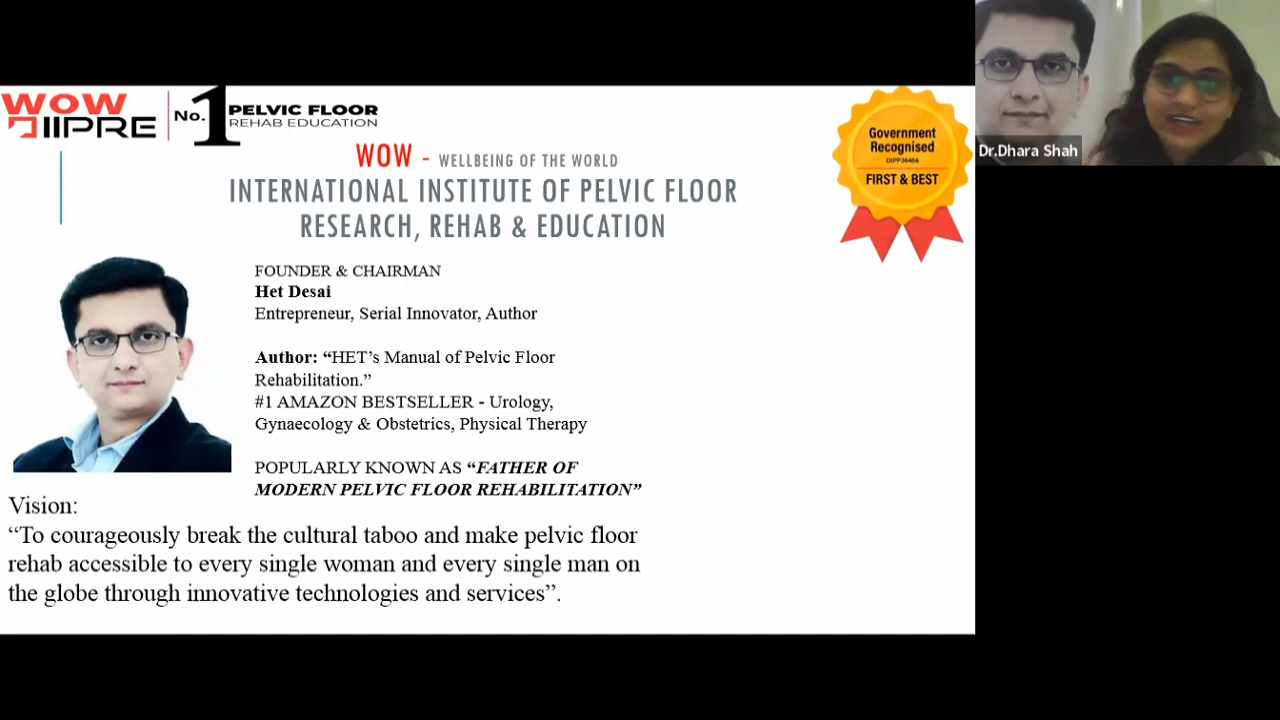 WOW
IIPRE
No.1 PELVIC FLOOR
REHAB EDUCATION
WOW - WELLBEING OF THE WORLD
INTERNATIONAL INSTITUTE OF PELVIC FLOOR
RESEARCH, REHAB & EDUCATION
Government
Recognised
DIPP36466
FIRST & BEST
Dr.Dhara Shah
FOUNDER & CHAIRMAN
Het Desai
Entrepreneur, Serial Innovator, Author
Author: “HET’s Manual of Pelvic Floor
Rehabilitation.”
#1 AMAZON BESTSELLER - Urology,
Gynaecology & Obstetrics, Physical Therapy
POPULARLY KNOWN AS “FATHER OF
MODERN PELVIC FLOOR REHABILITATION”
Vision:
“To courageously break the cultural taboo and make pelvic floor
rehab accessible to every single woman and every single man on
the globe through innovative technologies and services”.